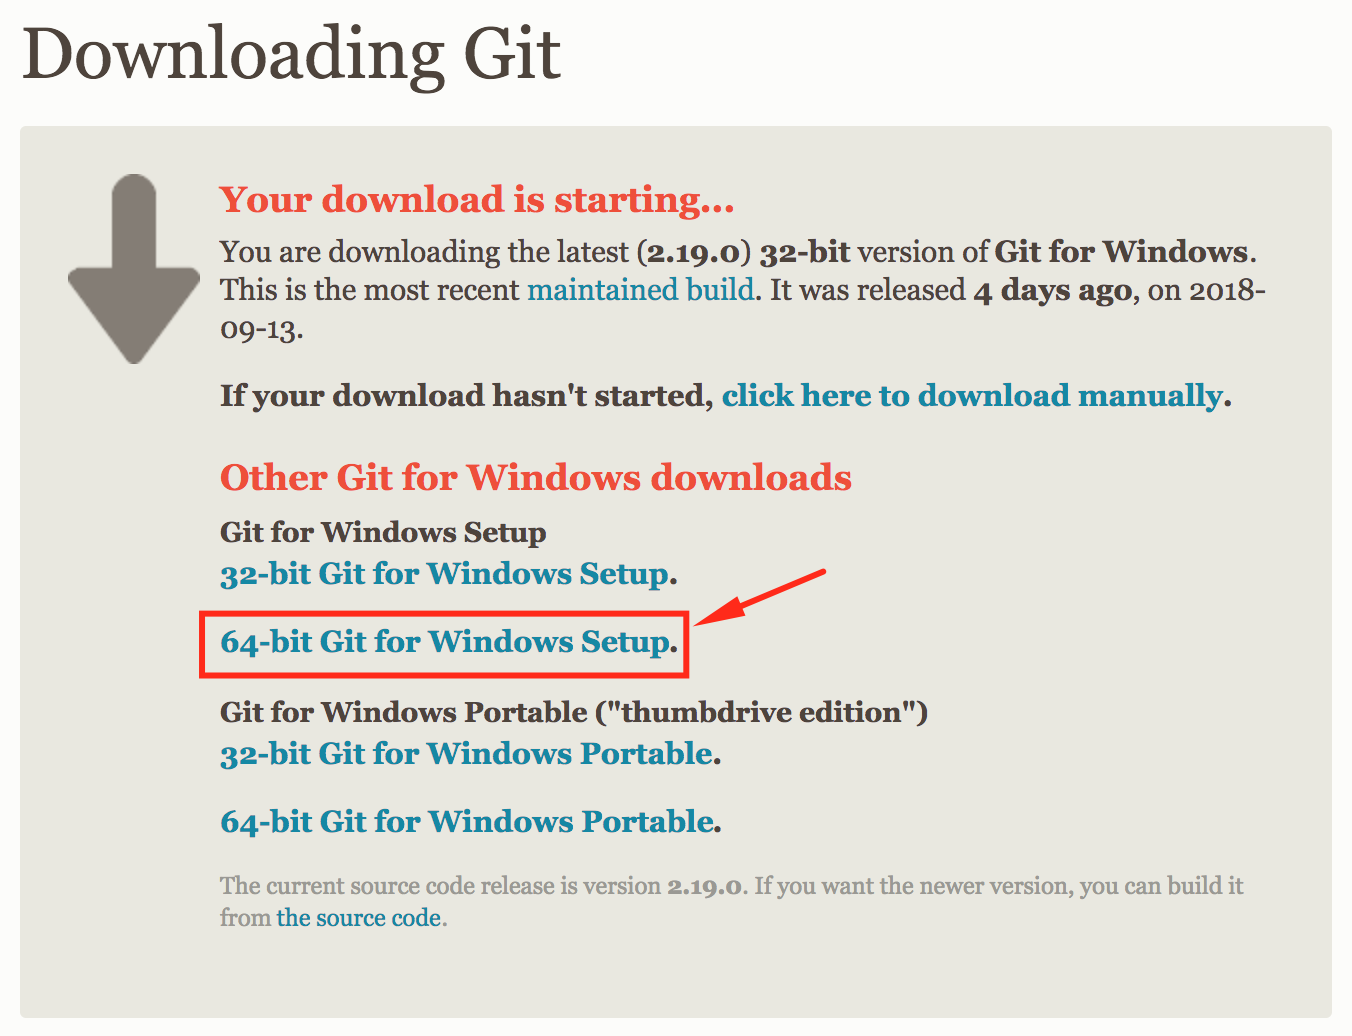 Downloading Git
Your download is starting...
You are downloading the latest (2.19.0) 32-bit version of Git for Windows.
This is the most recent maintained build. It was released 4 days ago, on 2018-
09-13.
If your download hasn't started, click here to download manually.
Other Git for Windows downloads
Git for Windows Setup
32-bit Git for Windows Setup.
64-bit Git for Windows Setup.
Git for Windows Portable ("thumbdrive edition")
32-bit Git for Windows Portable.
64-bit Git for Windows Portable.
The current source code release is version 2.19.0. If you want the newer version, you can build it
from the source code.